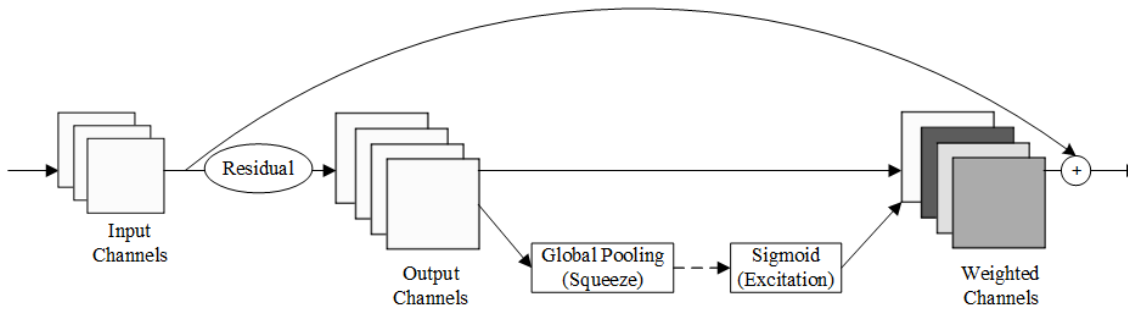 Residual
+
Input
Channels
Output
Channels
Global Pooling
(Squeeze)
Sigmoid
(Excitation)
Weighted
Channels